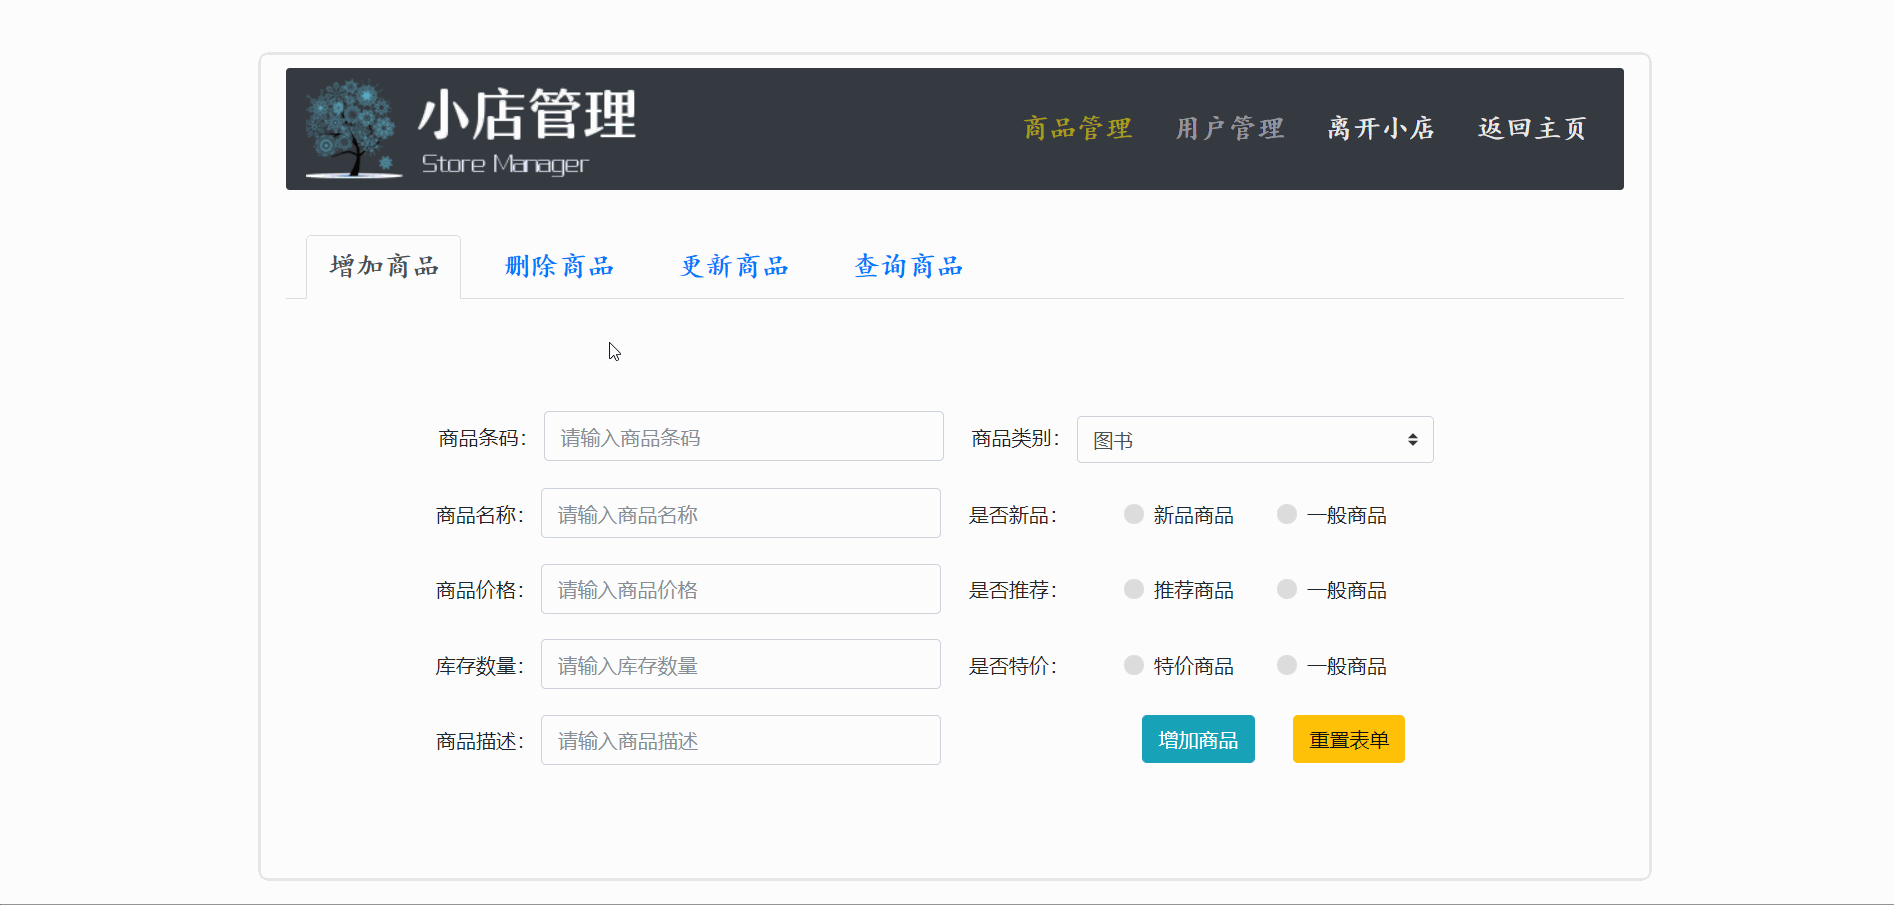 小店管理
Store Manager
商品管理 用户管理 离开小店 返回主页
增加商品 删除商品 更新商品 查询商品
商品条码： 请输入商品条码 商品类别： 图书
商品名称： 请输入商品名称 是否新品： 新品商品 一般商品
商品价格： 请输入商品价格 是否推荐： 推荐商品 一般商品
库存数量： 请输入库存数量 是否特价： 特价商品 一般商品
商品描述： 请输入商品描述 增加商品 重置表单